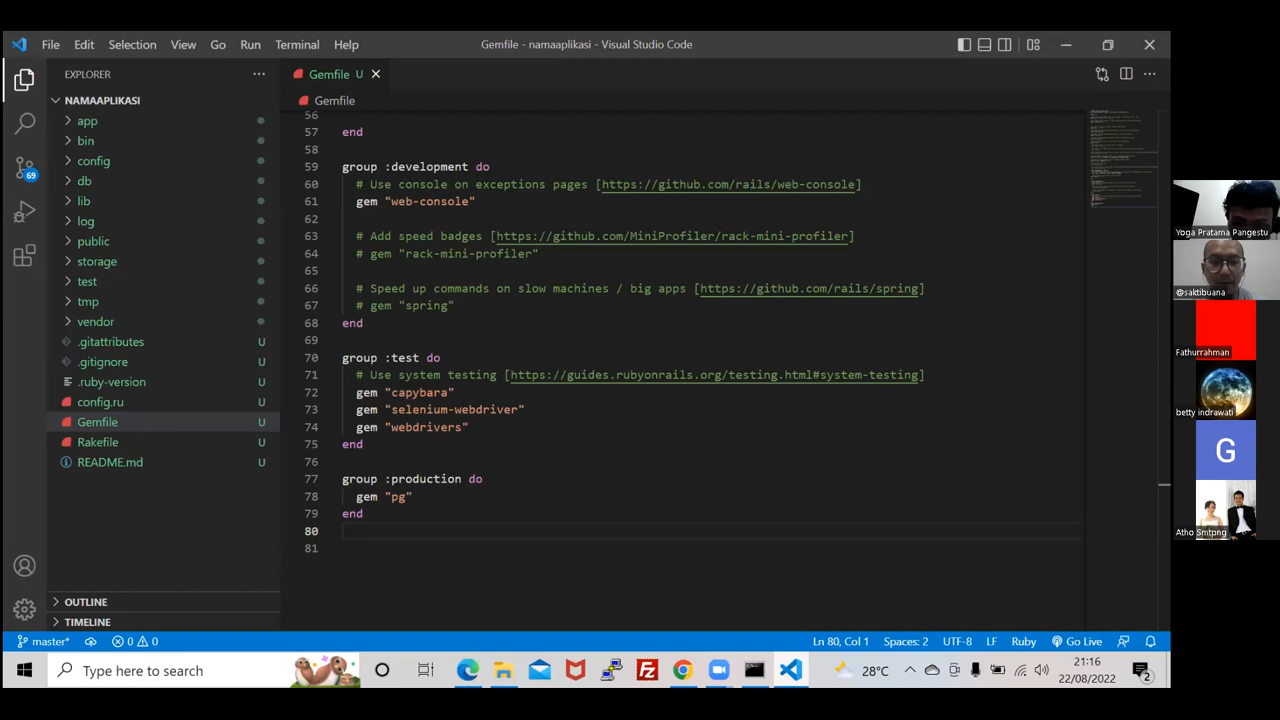 File Edit Selection View Go Run Terminal Help
Gemfile - namaaplikasi - Visual Studio Code
EXPLORER
Gemfile U
NAMAAPLIKASI
Gemfile
app
bin
config
db
lib
log
public
storage
test
tmp
vendor
.gitattributes U
.gitignore U
.ruby-version U
config.ru U
Gemfile U
Rakefile U
README.md U
69
OUTLINE
TIMELINE
56
57 end
58
59 group :development do
60 # Use console on exceptions pages [https://github.com/rails/web-console]
61 gem "web-console"
62
63 # Add speed badges [https://github.com/MiniProfiler/rack-mini-profiler]
64 # gem "rack-mini-profiler"
65
66 # Speed up commands on slow machines / big apps [https://github.com/rails/spring]
67 # gem "spring"
68 end
69
70 group :test do
71 # Use system testing [https://guides.rubyonrails.org/testing.html#system-testing]
72 gem "capybara"
73 gem "selenium-webdriver"
74 gem "webdrivers"
75 end
76
77 group :production do
78 gem "pg"
79 end
80
81
Yoga Pratama Pangestu
@saktibuana
Fathurrahman
betty indrawati
G
Atho Smtpng
master* 0 0
Ln 80, Col 1 Spaces: 2 UTF-8 LF Ruby Go Live
Type here to search
28°C
21:16
22/08/2022
2